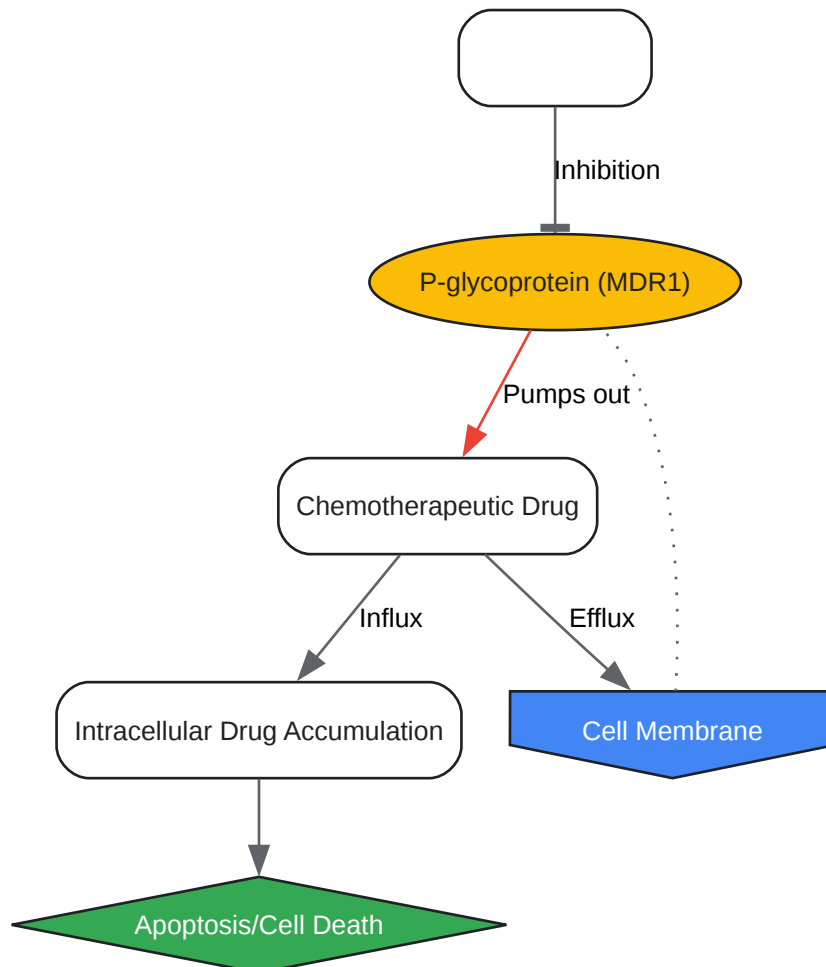 Inhibition
P-glycoprotein (MDR1)
Pumps out
Chemotherapeutic Drug
Influx
Efflux
Intracellular Drug Accumulation
Cell Membrane
Apoptosis/Cell Death